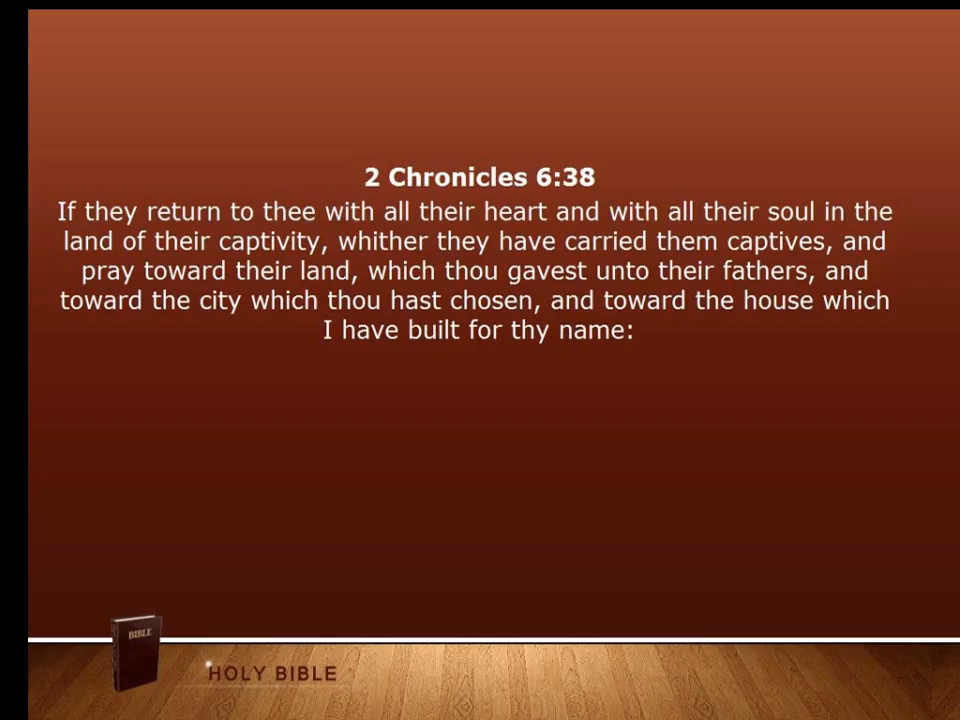 2 Chronicles 6:38
If they return to thee with all their heart and with all their soul in the
land of their captivity, whither they have carried them captives, and
pray toward their land, which thou gavest unto their fathers, and
toward the city which thou hast chosen, and toward the house which
I have built for thy name:
BIBLE
HOLY BIBLE